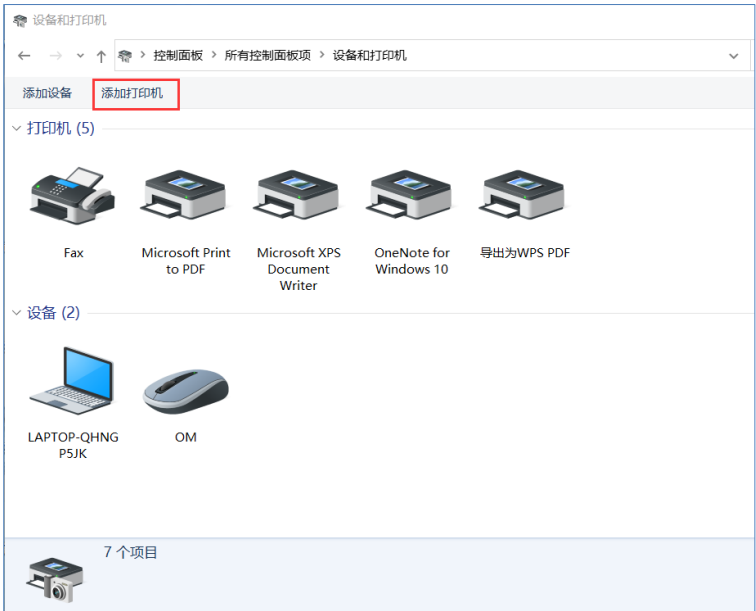 设备和打印机
控制面板 > 所有控制面板项 > 设备和打印机
添加设备 添加打印机
打印机 (5)
Fax
Microsoft Print
to PDF
Microsoft XPS
Document
Writer
OneNote for
Windows 10
导出为WPS PDF
设备 (2)
LAPTOP-QHNG
P5JK
OM
7 个项目